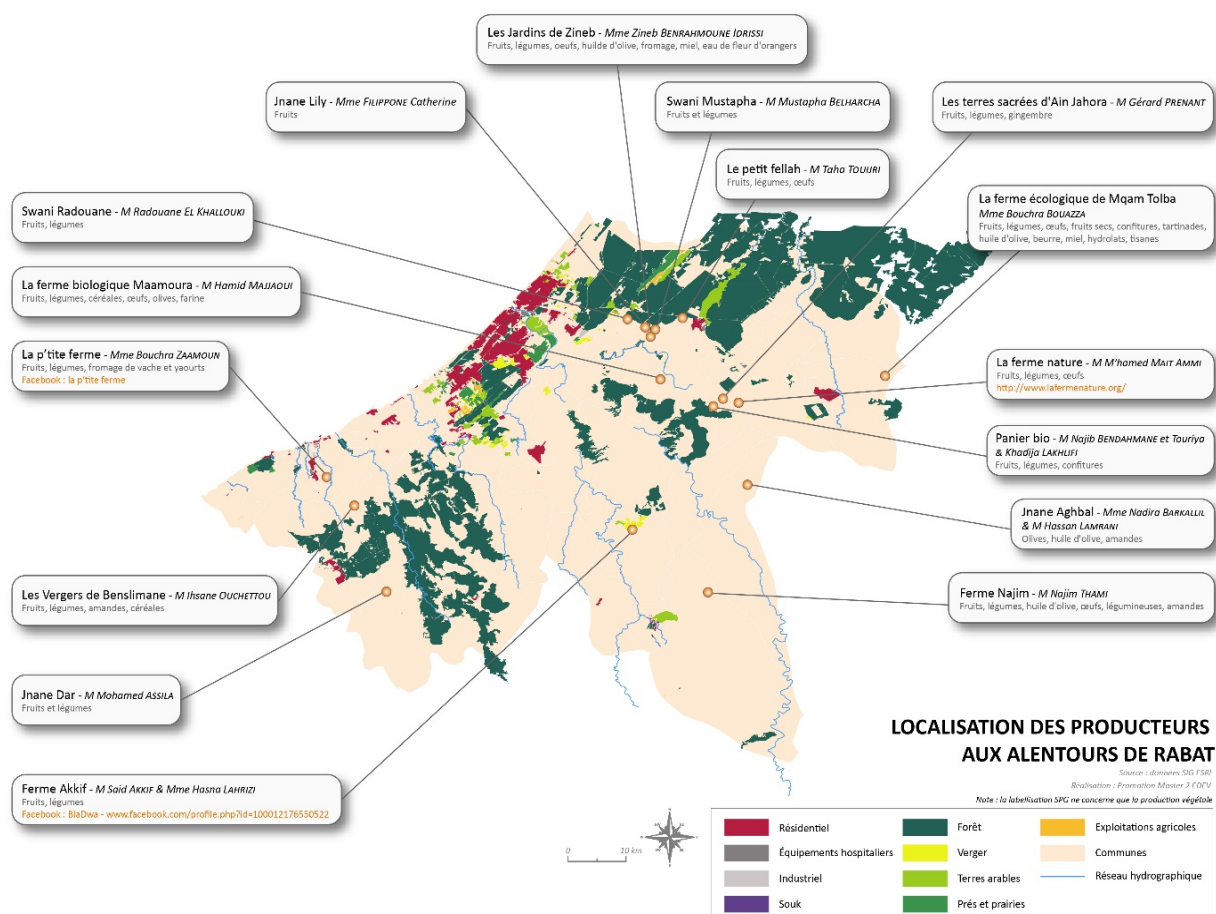 Les Jardins de Zineb - Mme Zineb BENRAHMOUNE IDRISSI
Fruits, légumes, oeufs, huilde d'olive, fromage, miel, eau de fleur d'orangers
Jnane Lily - Mme FILIPPONE Catherine
Fruits
Swani Mustapha - M Mustapha BELHARCHA
Fruits et légumes
Les terres sacrées d'Ain Jahora - M Gérard PRENANT
Fruits, légumes, gingembre
Le petit fellah - M Taha TOUIJRI
Fruits, légumes, œufs
La ferme écologique de Mqam Tolba
Mme Bouchra BOUAZZA
Fruits, légumes, œufs, fruits secs, confitures, tartinades,
huile d'olive, beurre, miel, hydrolats, tisanes
Swani Radouane - M Radouane EL KHALLOUKI
Fruits, légumes
La ferme biologique Maamoura - M Hamid MAJJAOUI
Fruits, légumes, céréales, œufs, olives, farine
La p'tite ferme - Mme Bouchra ZAAMOUN
Fruits, légumes, fromage de vache et yaourts
Facebook : la p'tite ferme
La ferme nature - M M'hamed MAIT AMMI
Fruits, légumes, œufs
http://www.lafermenature.org/
Panier bio - M Najib BENDAHMANE et Touriya
& Khadija LAKHLIFI
Fruits, légumes, confitures
Jnane Aghbal - Mme Nadira BARKALLIL
& M Hassan LAMRANI
Olives, huile d'olive, amandes
Les Vergers de Benslimane - M Ihsane OUCHETTOU
Fruits, légumes, amandes, céréales
Ferme Najim - M Najim THAMI
Fruits, légumes, huile d'olive, œufs, légumineuses, amandes
Jnane Dar - M Mohamed ASSILA
Fruits et légumes
Ferme Akkif - M Said AKKIF & Mme Hasna LAHRIZI
Fruits, légumes
Facebook : BlaDwa - www.facebook.com/profile.php?id=100012176550522
LOCALISATION DES PRODUCTEURS
AUX ALENTOURS DE RABAT
Source : données SIG ESRI
Réalisation : Promotion Master 2 EDEV
Note : la labellisation SPG ne concerne que la production végétale
0 10 km
Résidentiel
Équipements hospitaliers
Industriel
Souk
Forêt
Verger
Terres arables
Prés et prairies
Exploitations agricoles
Communes
Réseau hydrographique